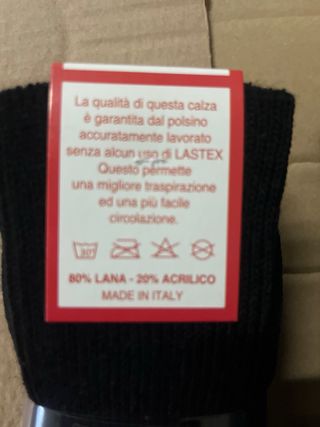 La qualità di questa calza
è garantita dal polsino
accuratamente lavorato
senza alcun uso di LASTEX
Questo permette
una migliore traspirazione
ed una più facile
circolazione.
30°
80% LANA - 20% ACRILICO
MADE IN ITALY